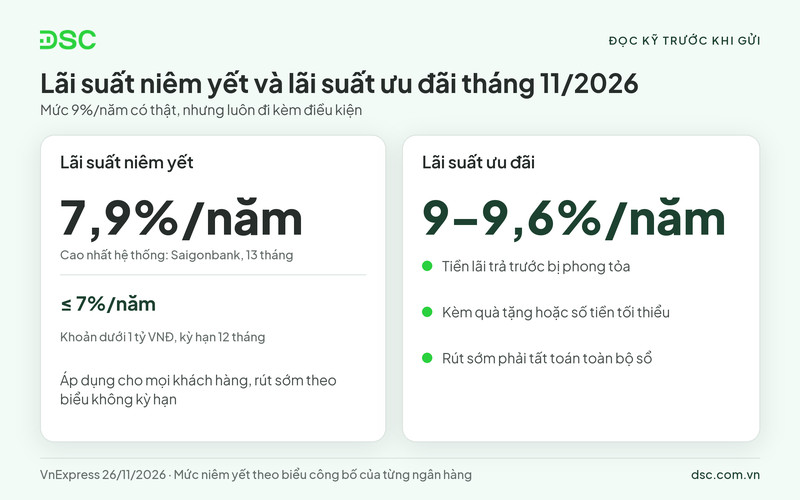 DSC
ĐỌC KỸ TRƯỚC KHI GỬI
Lãi suất niêm yết và lãi suất ưu đãi tháng 11/2026
Mức 9%/năm có thật, nhưng luôn đi kèm điều kiện
Lãi suất niêm yết
7,9%/năm
Cao nhất hệ thống: Saigonbank, 13 tháng
≤ 7%/năm
Khoản dưới 1 tỷ VNĐ, kỳ hạn 12 tháng
Áp dụng cho mọi khách hàng, rút sớm theo
biểu không kỳ hạn
Lãi suất ưu đãi
9–9,6%/năm
Tiền lãi trả trước bị phong tỏa
Kèm quà tặng hoặc số tiền tối thiểu
Rút sớm phải tất toán toàn bộ sổ
VnExpress 26/11/2026 · Mức niêm yết theo biểu công bố của từng ngân hàng
dsc.com.vn